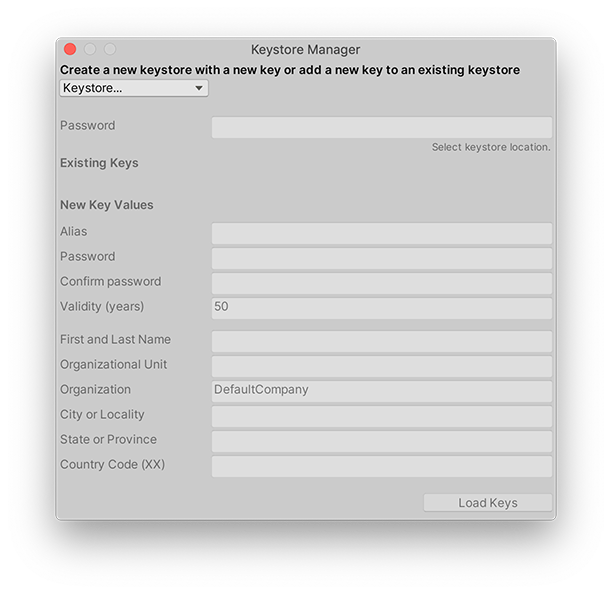 Keystore Manager
Create a new keystore with a new key or add a new key to an existing keystore
Keystore...
Password
Select keystore location.
Existing Keys
New Key Values
Alias
Password
Confirm password
Validity (years) 50
First and Last Name
Organizational Unit
Organization DefaultCompany
City or Locality
State or Province
Country Code (XX)
Load Keys